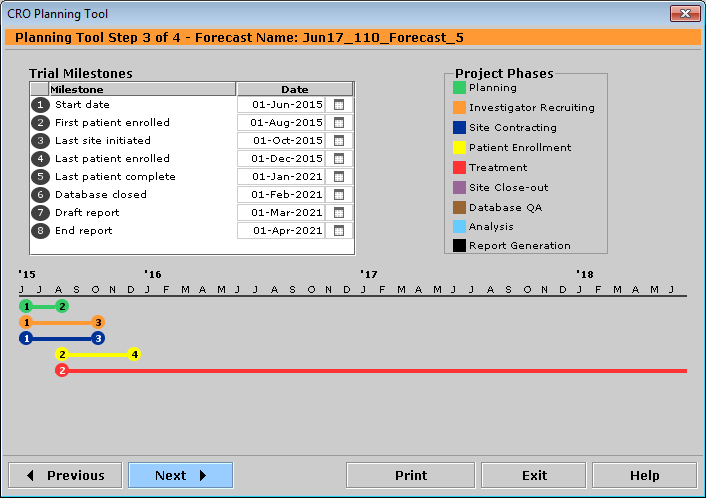 CRO Planning Tool
Planning Tool Step 3 of 4 - Forecast Name: Jun17_110_Forecast_5
Trial Milestones
Milestone Date
1 Start date 01-Jun-2015
2 First patient enrolled 01-Aug-2015
3 Last site initiated 01-Oct-2015
4 Last patient enrolled 01-Dec-2015
5 Last patient complete 01-Jan-2021
6 Database closed 01-Feb-2021
7 Draft report 01-Mar-2021
8 End report 01-Apr-2021
Project Phases
Planning
Investigator Recruiting
Site Contracting
Patient Enrollment
Treatment
Site Close-out
Database QA
Analysis
Report Generation
'15 '16 '17 '18
J J A S O N D J F M A M J J A S O N D J F M A M J J A S O N D J F M A M J
1 2
1 3
1 3
2 4
2
Previous Next Print Exit Help